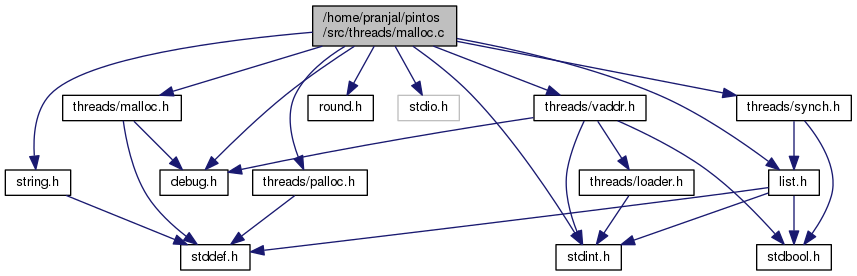 /home/pranjal/pintos
/src/threads/malloc.c
threads/malloc.h
round.h
stdio.h
threads/vaddr.h
threads/synch.h
string.h
debug.h
threads/palloc.h
threads/loader.h
list.h
stddef.h
stdint.h
stdbool.h